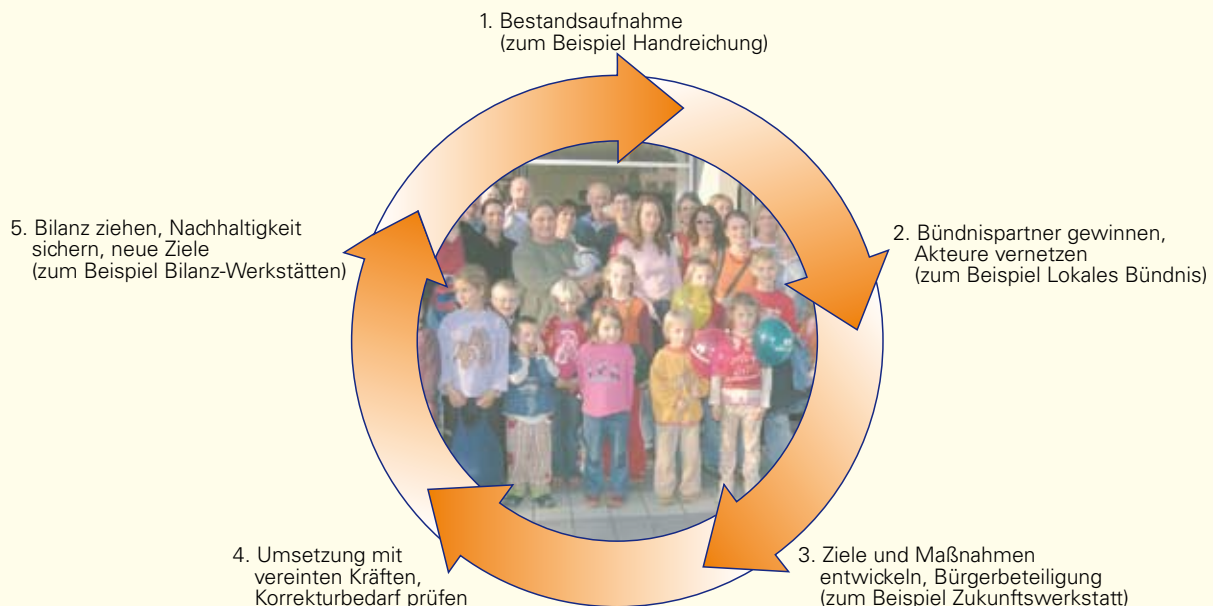 1. Bestandsaufnahme
(zum Beispiel Handreichung)
2. Bündnispartner gewinnen,
Akteure vernetzen
(zum Beispiel Lokales Bündnis)
3. Ziele und Maßnahmen
entwickeln, Bürgerbeteiligung
(zum Beispiel Zukunftswerkstatt)
4. Umsetzung mit
vereinten Kräften,
Korrekturbedarf prüfen
5. Bilanz ziehen, Nachhaltigkeit
sichern, neue Ziele
(zum Beispiel Bilanz-Werkstätten)